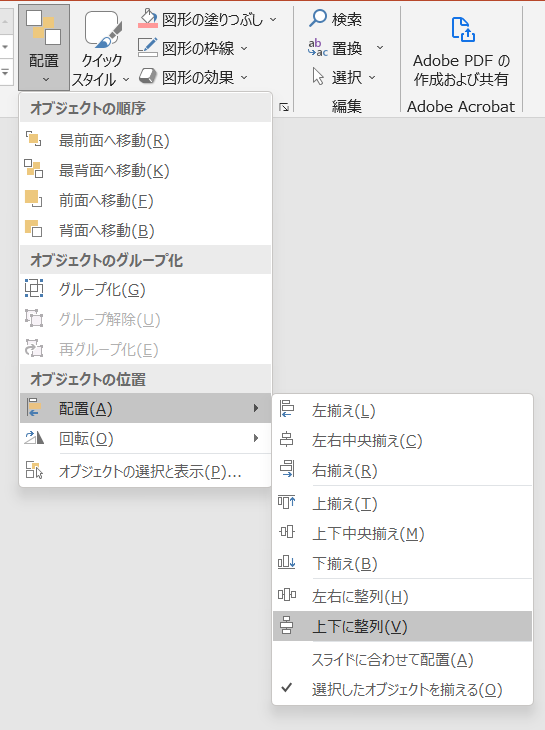 配置
クイック
スタイル
図形の塗りつぶし
図形の枠線
図形の効果
検索
置換
選択
編集
Adobe PDF の
作成および共有
Adobe Acrobat
オブジェクトの順序
最前面へ移動(R)
最背面へ移動(K)
前面へ移動(F)
背面へ移動(B)
オブジェクトのグループ化
グループ化(G)
グループ解除(U)
再グループ化(E)
オブジェクトの位置
配置(A)
回転(O)
オブジェクトの選択と表示(P)...
左揃え(L)
左右中央揃え(C)
右揃え(R)
上揃え(T)
上下中央揃え(M)
下揃え(B)
左右に整列(H)
上下に整列(V)
スライドに合わせて配置(A)
選択したオブジェクトを揃える(O)